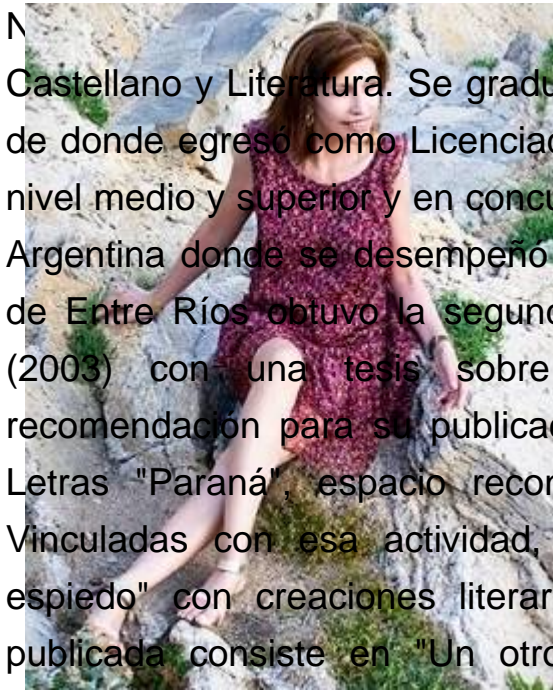 N
Castellano y Literatura. Se gradu
de donde egresó como Licenciad
nivel medio y superior y en concu
Argentina donde se desempeñó
de Entre Ríos obtuvo la segund
(2003) con una tesis sobre
recomendación para su publicac
Letras "Paraná", espacio recor
Vinculadas con esa actividad,
espiedo" con creaciones literar
publicada consiste en "Un otro